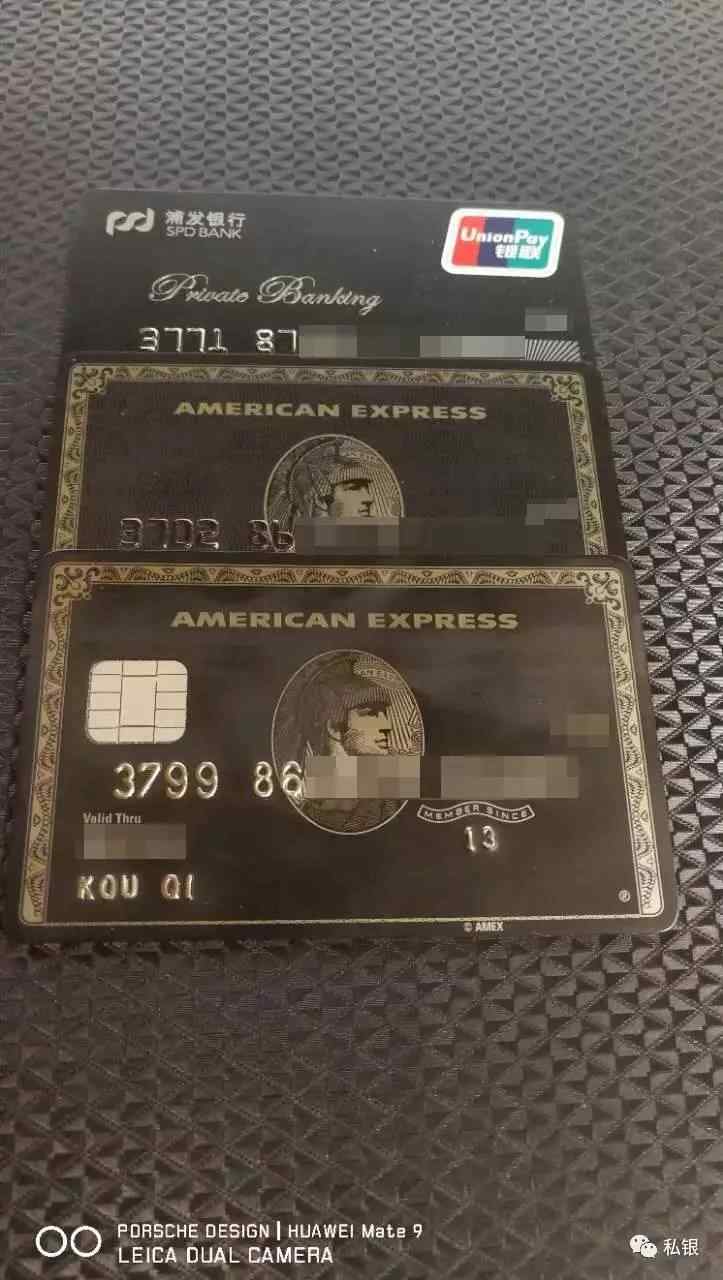 浦发银行
SPD BANK
UnionPay
银联
Private Banking
3771 87
AMERICAN EXPRESS
3702 86
AMERICAN EXPRESS
3799 86
Valid Thru
MEMBER SINCE
13
KOU QI
© AMEX
PORSCHE DESIGN | HUAWEI Mate 9
LEICA DUAL CAMERA
私银